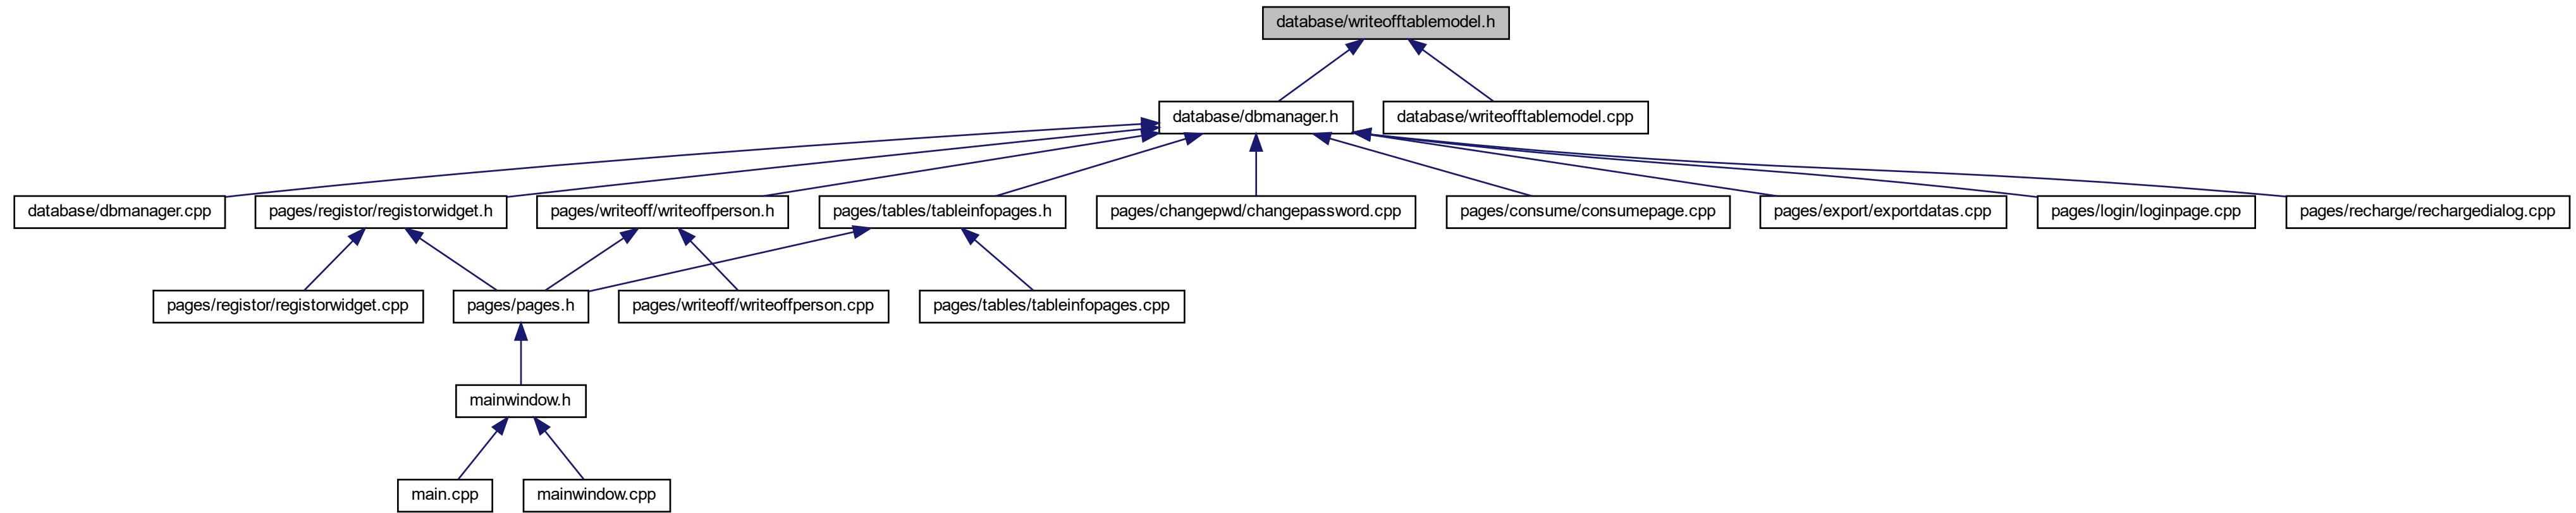 database/writeofftablemodel.h
database/dbmanager.h
database/writeofftablemodel.cpp
database/dbmanager.cpp
pages/registor/registorwidget.h
pages/writeoff/writeoffperson.h
pages/tables/tableinfopages.h
pages/changepwd/changepassword.cpp
pages/consume/consumepage.cpp
pages/export/exportdatas.cpp
pages/login/loginpage.cpp
pages/recharge/rechargedialog.cpp
pages/registor/registorwidget.cpp
pages/pages.h
pages/writeoff/writeoffperson.cpp
pages/tables/tableinfopages.cpp
mainwindow.h
main.cpp
mainwindow.cpp